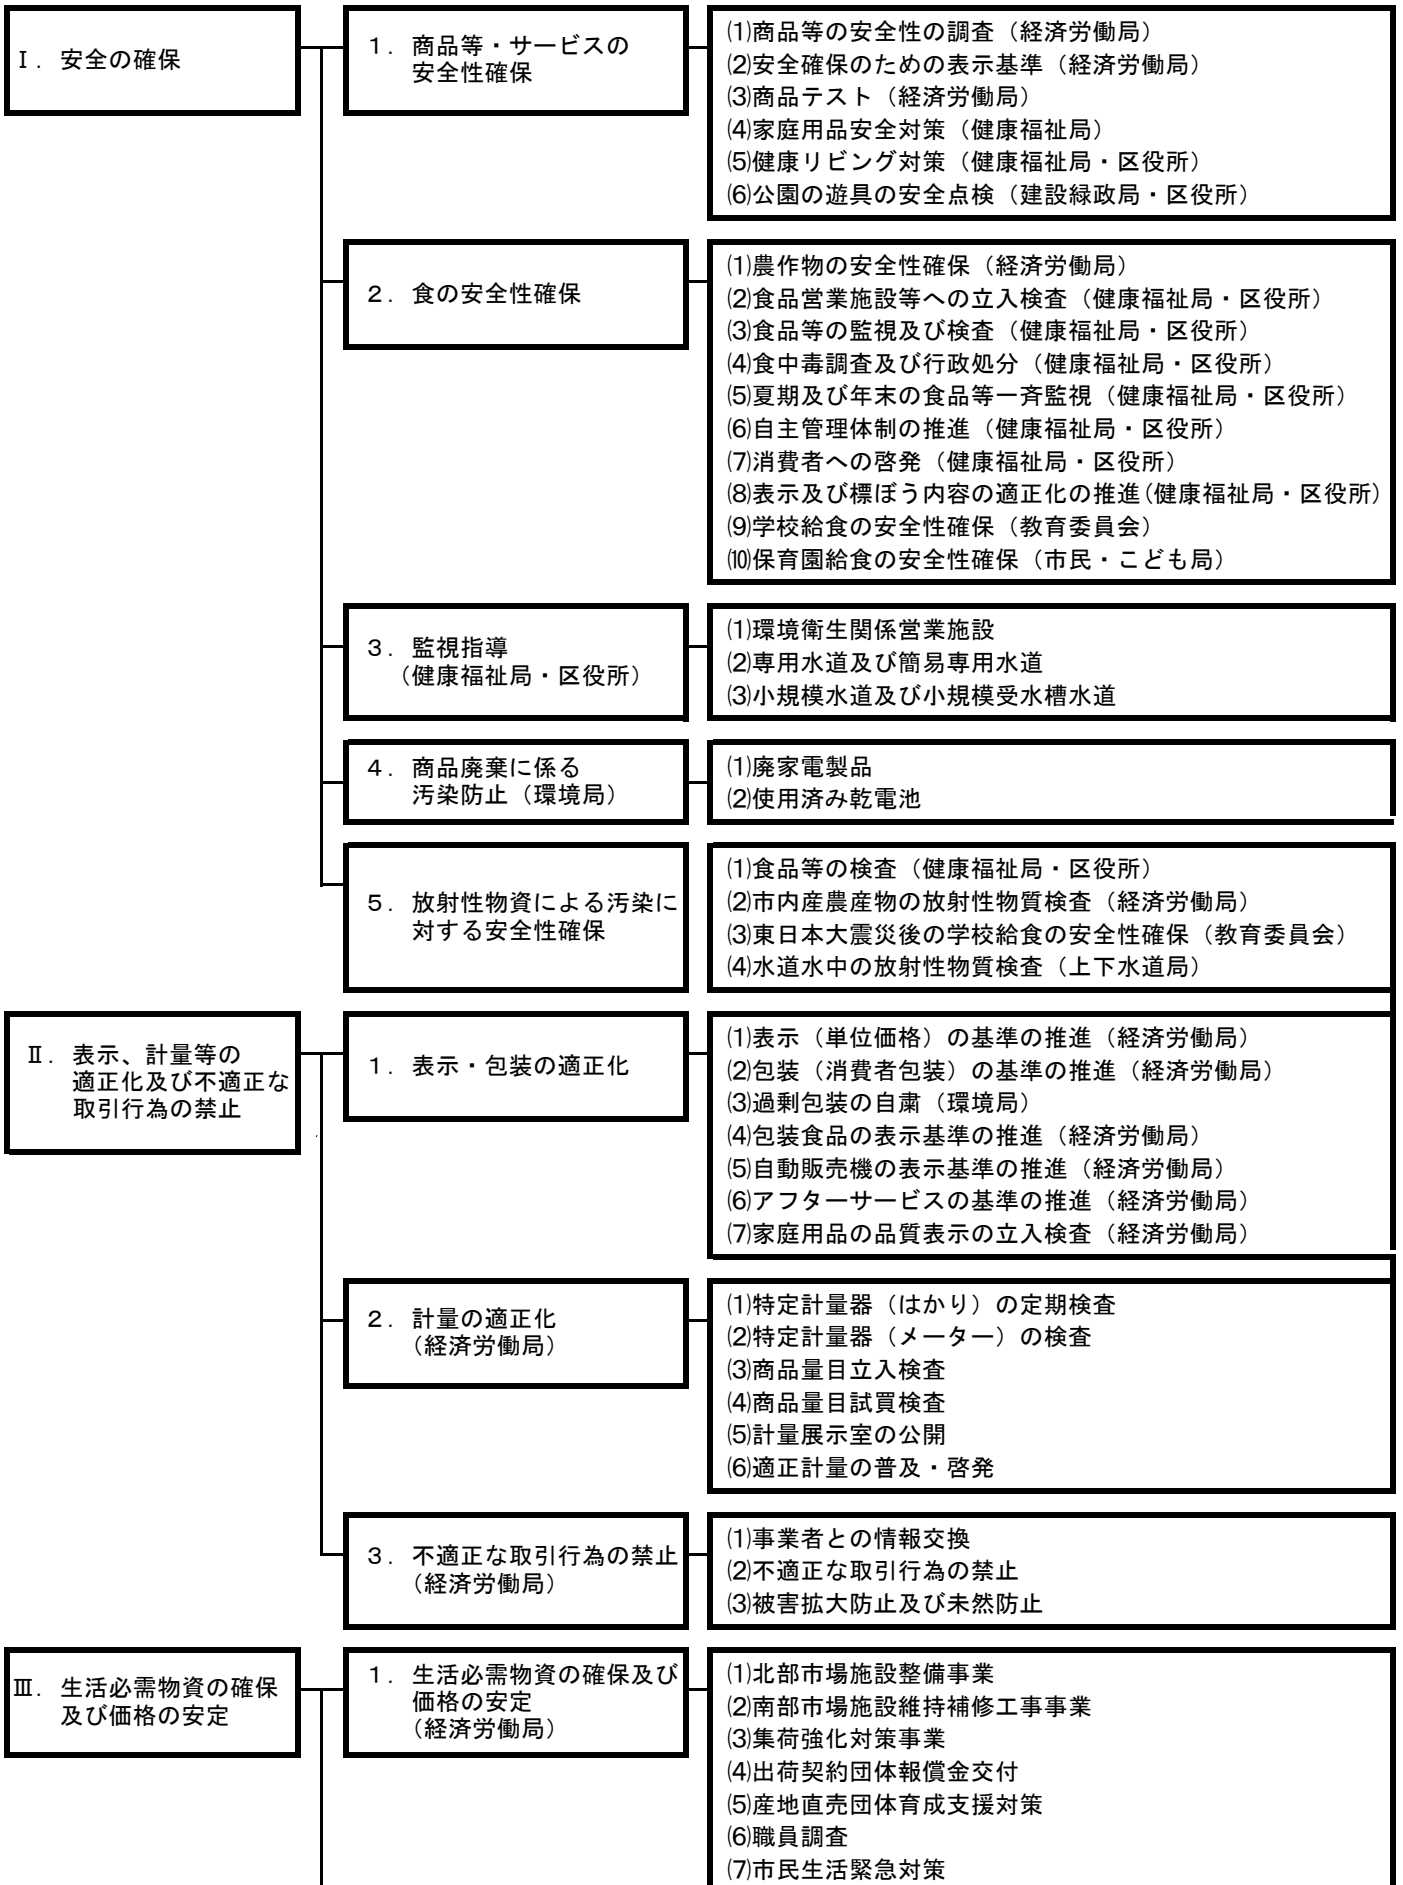 Ⅰ. 安全の確保
1. 商品等・サービスの
安全性確保
⑴商品等の安全性の調査（経済労働局）
⑵安全確保のための表示基準（経済労働局）
⑶商品テスト（経済労働局）
⑷家庭用品安全対策（健康福祉局）
⑸健康リビング対策（健康福祉局・区役所）
⑹公園の遊具の安全点検（建設緑政局・区役所）
2. 食の安全性確保
⑴農作物の安全性確保（経済労働局）
⑵食品営業施設等への立入検査（健康福祉局・区役所）
⑶食品等の監視及び検査（健康福祉局・区役所）
⑷食中毒調査及び行政処分（健康福祉局・区役所）
⑸夏期及び年末の食品等一斉監視（健康福祉局・区役所）
⑹自主管理体制の推進（健康福祉局・区役所）
⑺消費者への啓発（健康福祉局・区役所）
⑻表示及び標ぼう内容の適正化の推進（健康福祉局・区役所）
⑼学校給食の安全性確保（教育委員会）
⑽保育園給食の安全性確保（市民・こども局）
3. 監視指導
（健康福祉局・区役所）
⑴環境衛生関係営業施設
⑵専用水道及び簡易専用水道
⑶小規模水道及び小規模受水槽水道
4. 商品廃棄に係る
汚染防止（環境局）
⑴廃家電製品
⑵使用済み乾電池
5. 放射性物資による汚染に
対する安全性確保
⑴食品等の検査（健康福祉局・区役所）
⑵市内産農産物の放射性物質検査（経済労働局）
⑶東日本大震災後の学校給食の安全性確保（教育委員会）
⑷水道水中の放射性物質検査（上下水道局）
Ⅱ. 表示、計量等の
適正化及び不適正な
取引行為の禁止
1. 表示・包装の適正化
⑴表示（単位価格）の基準の推進（経済労働局）
⑵包装（消費者包装）の基準の推進（経済労働局）
⑶過剰包装の自粛（環境局）
⑷包装食品の表示基準の推進（経済労働局）
⑸自動販売機の表示基準の推進（経済労働局）
⑹アフターサービスの基準の推進（経済労働局）
⑺家庭用品の品質表示の立入検査（経済労働局）
2. 計量の適正化
（経済労働局）
⑴特定計量器（はかり）の定期検査
⑵特定計量器（メーター）の検査
⑶商品量目立入検査
⑷商品量目試買検査
⑸計量展示室の公開
⑹適正計量の普及・啓発
3. 不適正な取引行為の禁止
（経済労働局）
⑴事業者との情報交換
⑵不適正な取引行為の禁止
⑶被害拡大防止及び未然防止
Ⅲ. 生活必需物資の確保
及び価格の安定
1. 生活必需物資の確保及び
価格の安定
（経済労働局）
⑴北部市場施設整備事業
⑵南部市場施設維持補修工事事業
⑶集荷強化対策事業
⑷出荷契約団体報償金交付
⑸産地直売団体育成支援対策
⑹職員調査
⑺市民生活緊急対策